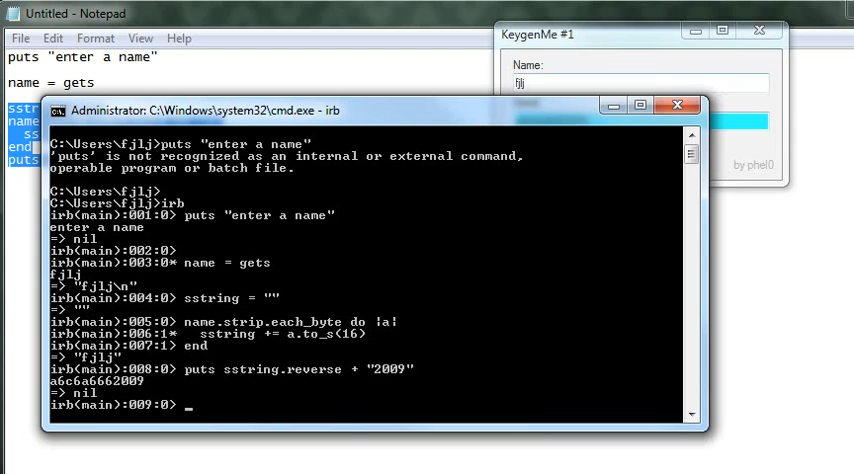 Untitled - Notepad
File Edit Format View Help
puts "enter a name"
name = gets
sstr
name
ss
end
puts
KeygenMe #1
Name:
fjlj
by phel0
Administrator: C:\Windows\system32\cmd.exe - irb
C:\Users\fjlj>puts "enter a name"
'puts' is not recognized as an internal or external command,
operable program or batch file.
C:\Users\fjlj>
C:\Users\fjlj>irb
irb(main):001:0> puts "enter a name"
enter a name
=> nil
irb(main):002:0>
irb(main):003:0* name = gets
fjlj
=> "fjlj\n"
irb(main):004:0> sstring = ""
=> ""
irb(main):005:0> name.strip.each_byte do |a|
irb(main):006:1*   sstring += a.to_s(16)
irb(main):007:1> end
=> "fjlj"
irb(main):008:0> puts sstring.reverse + "2009"
a6c6a6662009
=> nil
irb(main):009:0> _